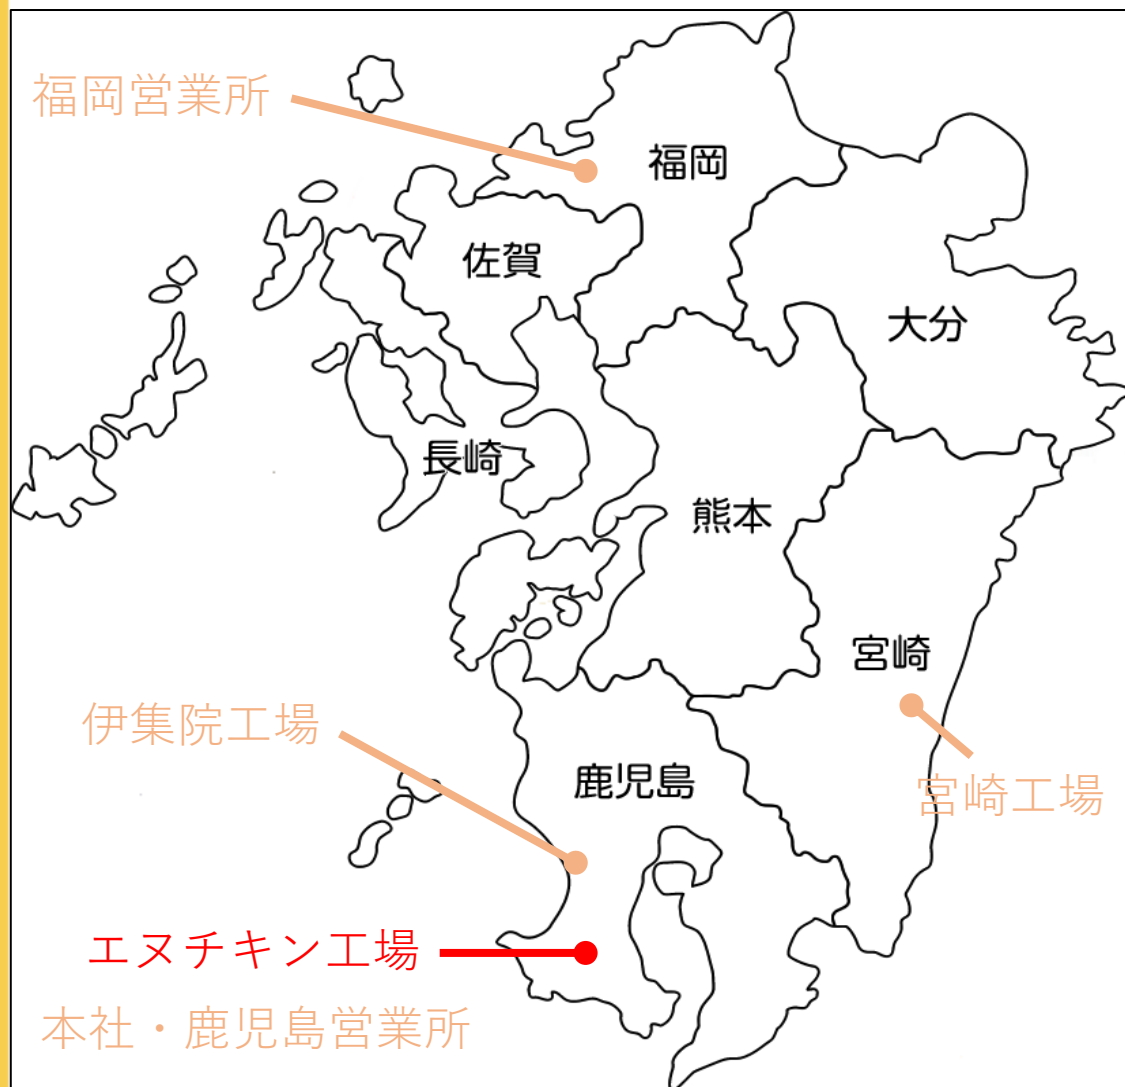 福岡営業所
福岡
佐賀
大分
長崎
熊本
宮崎
伊集院工場
鹿児島
宮崎工場
エヌチキン工場
本社・鹿児島営業所